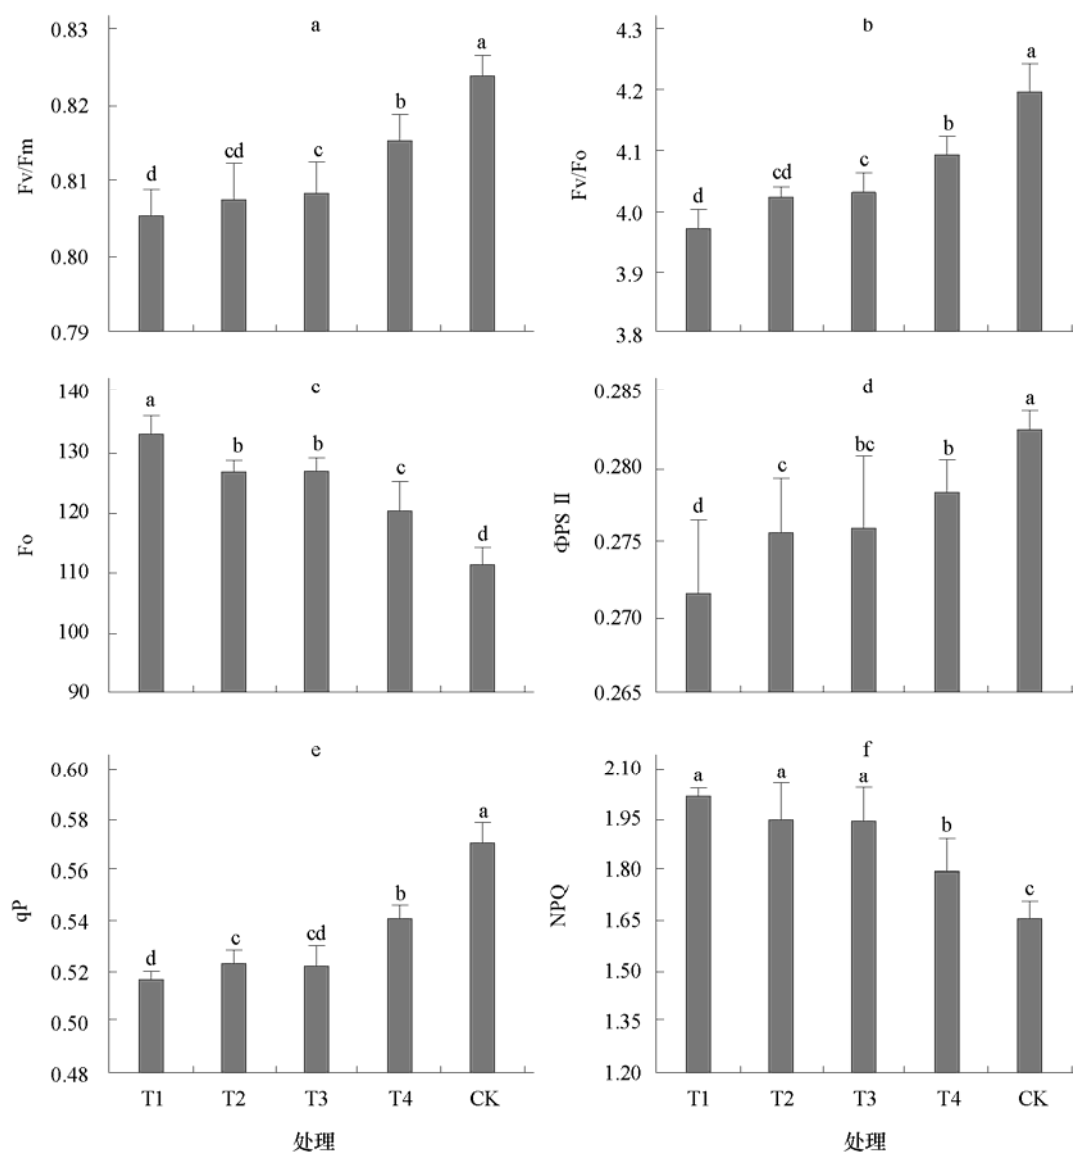 a
0.83
0.82
0.81
0.80
0.79
Fv/Fm
d
cd
c
b
a
b
4.3
4.2
4.1
4.0
3.9
3.8
Fv/Fo
d
cd
c
b
a
c
140
130
120
110
100
90
Fo
a
b
b
c
d
d
0.285
0.280
0.275
0.270
0.265
ΦPS Ⅱ
d
c
bc
b
a
e
0.60
0.58
0.56
0.54
0.52
0.50
0.48
qP
d
c
cd
b
a
T1 T2 T3 T4 CK
处理
f
2.10
1.95
1.80
1.65
1.50
1.35
1.20
NPQ
a
a
a
b
c
T1 T2 T3 T4 CK
处理